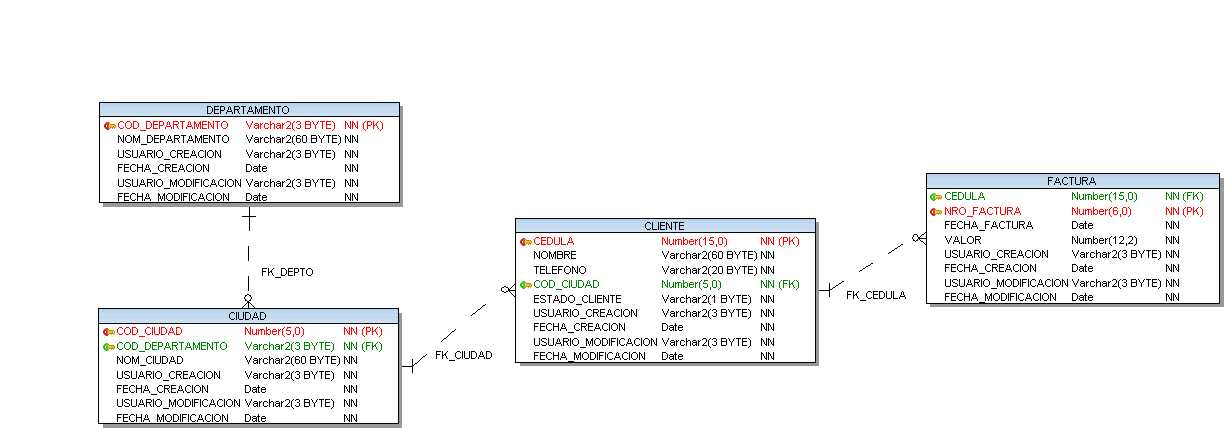 DEPARTAMENTO
COD_DEPARTAMENTO Varchar2(3 BYTE) NN (PK)
NOM_DEPARTAMENTO Varchar2(60 BYTE) NN
USUARIO_CREACION Varchar2(3 BYTE) NN
FECHA_CREACION Date NN
USUARIO_MODIFICACION Varchar2(3 BYTE) NN
FECHA_MODIFICACION Date NN
FK_DEPTO
CIUDAD
COD_CIUDAD Number(5,0) NN (PK)
COD_DEPARTAMENTO Varchar2(3 BYTE) NN (FK)
NOM_CIUDAD Varchar2(60 BYTE) NN
USUARIO_CREACION Varchar2(3 BYTE) NN
FECHA_CREACION Date NN
USUARIO_MODIFICACION Varchar2(3 BYTE) NN
FECHA_MODIFICACION Date NN
FK_CIUDAD
CLIENTE
CEDULA Number(15,0) NN (PK)
NOMBRE Varchar2(60 BYTE) NN
TELEFONO Varchar2(20 BYTE) NN
COD_CIUDAD Number(5,0) NN (FK)
ESTADO_CLIENTE Varchar2(1 BYTE) NN
USUARIO_CREACION Varchar2(3 BYTE) NN
FECHA_CREACION Date NN
USUARIO_MODIFICACION Varchar2(3 BYTE) NN
FECHA_MODIFICACION Date NN
FK_CEDULA
FACTURA
CEDULA Number(15,0) NN (FK)
NRO_FACTURA Number(6,0) NN (PK)
FECHA_FACTURA Date NN
VALOR Number(12,2) NN
USUARIO_CREACION Varchar2(3 BYTE) NN
FECHA_CREACION Date NN
USUARIO_MODIFICACION Varchar2(3 BYTE) NN
FECHA_MODIFICACION Date NN